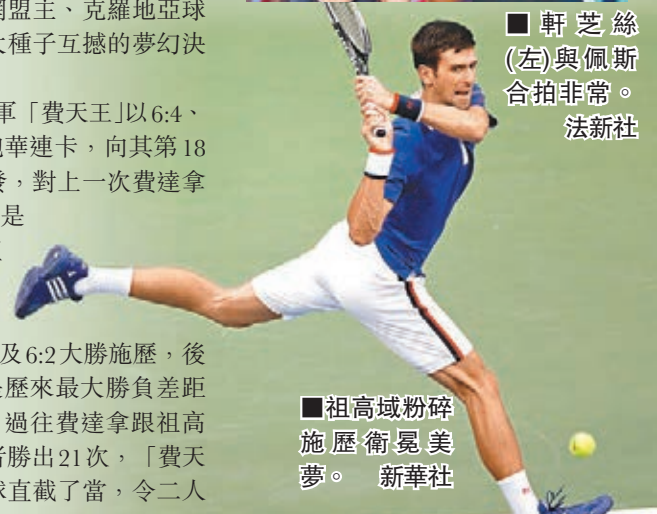 網盟主、克羅地亞球
大種子互撼的夢幻決
軍「費天王」以6:4、
華連卡，向其第18
發，對上一次費達拿
是
及6:2大勝施歷，後
歷來最大勝負差距
過往費達拿跟祖高
勝出21次，「費天
球直截了當，令二人
■軒芝絲
(左)與佩斯
合拍非常。
法新社
■祖高域粉碎
施歷衛冕美
夢。 新華社